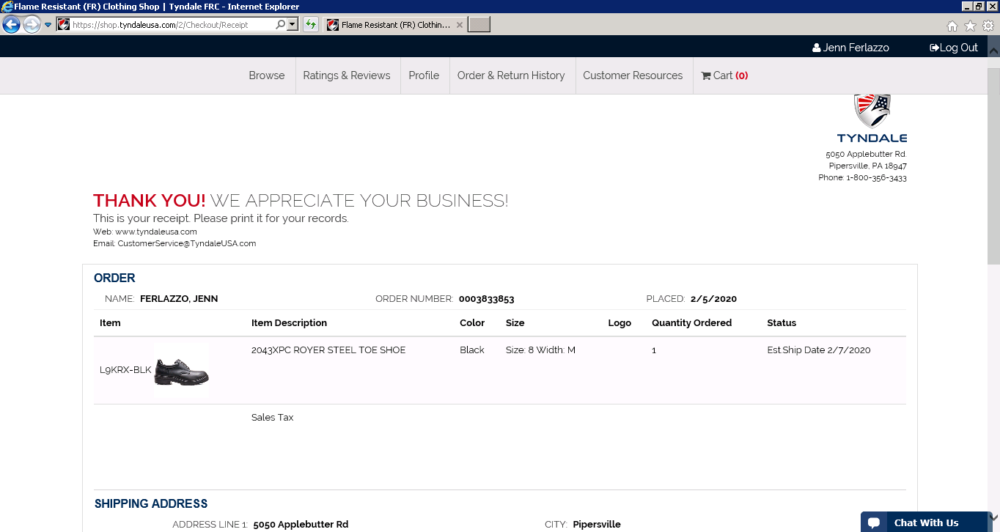 Flame Resistant (FR) Clothing Shop | Tyndale FRC - Internet Explorer
https://shop.tyndaleusa.com/2/Checkout/Receipt
Flame Resistant (FR) Clothin...
Jenn Ferlazzo
Log Out
Browse
Ratings & Reviews
Profile
Order & Return History
Customer Resources
Cart (0)
TYNDALE
5050 Applebutter Rd.
Pipersville, PA 18947
Phone: 1-800-356-3433
THANK YOU! WE APPRECIATE YOUR BUSINESS!
This is your receipt. Please print it for your records.
Web: www.tyndaleusa.com
Email: CustomerService@TyndaleUSA.com
ORDER
NAME: FERLAZZO, JENN ORDER NUMBER: 0003833853 PLACED: 2/5/2020
Item Item Description Color Size Logo Quantity Ordered Status
L9KRX-BLK 2043XPC ROYER STEEL TOE SHOE Black Size: 8 Width: M 1 Est.Ship Date 2/7/2020
Sales Tax
SHIPPING ADDRESS
ADDRESS LINE 1: 5050 Applebutter Rd CITY: Pipersville
Chat With Us